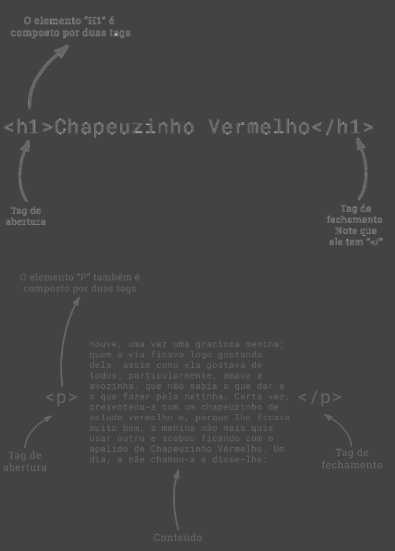 O elemento "H1" é
composto por duas tags
<h1>Chapeuzinho Vermelho</h1>
Tag de
abertura
Tag de
fechamento
Note que
ele tem "</"
O elemento "P" também é
composto por duas tags
Houve, uma vez uma graciosa menina;
quem a via ficava logo gostando
dela, assim como ela gostava de
todos; particularmente, amava a
avozinha, que não sabia o que dar e
o que fazer pela netinha. Certa vez,
presenteou-a com um chapeuzinho de
veludo vermelho e, porque lhe ficava
muito bem, a menina não mais quis
usar outro e acabou ficando com o
apelido de Chapeuzinho Vermelho. Um
dia, a mãe chamou-a e disse-lhe:
<p>
</p>
Tag de
abertura
Tag de
fechamento
Conteúdo